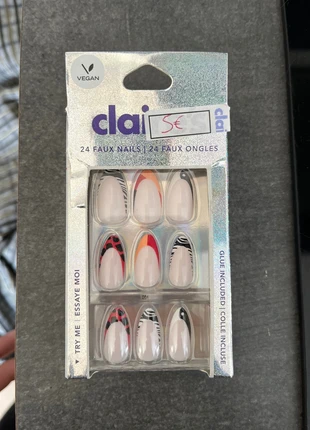 VEGAN
clai
5€
clai
24 FAUX NAILS | 24 FAUX ONGLES
TRY ME | ESSAYE MOI
GLUE INCLUDED | COLLE INCLUSE